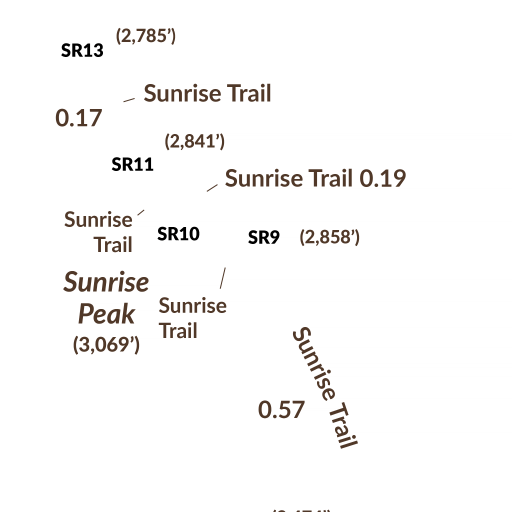 (2,785’)
SR13
Sunrise Trail
0.17
(2,841’)
SR11
Sunrise Trail 0.19
Sunrise
Trail
SR10
SR9
(2,858’)
Sunrise
Peak
(3,069’)
Sunrise
Trail
Sunrise Trail
0.57